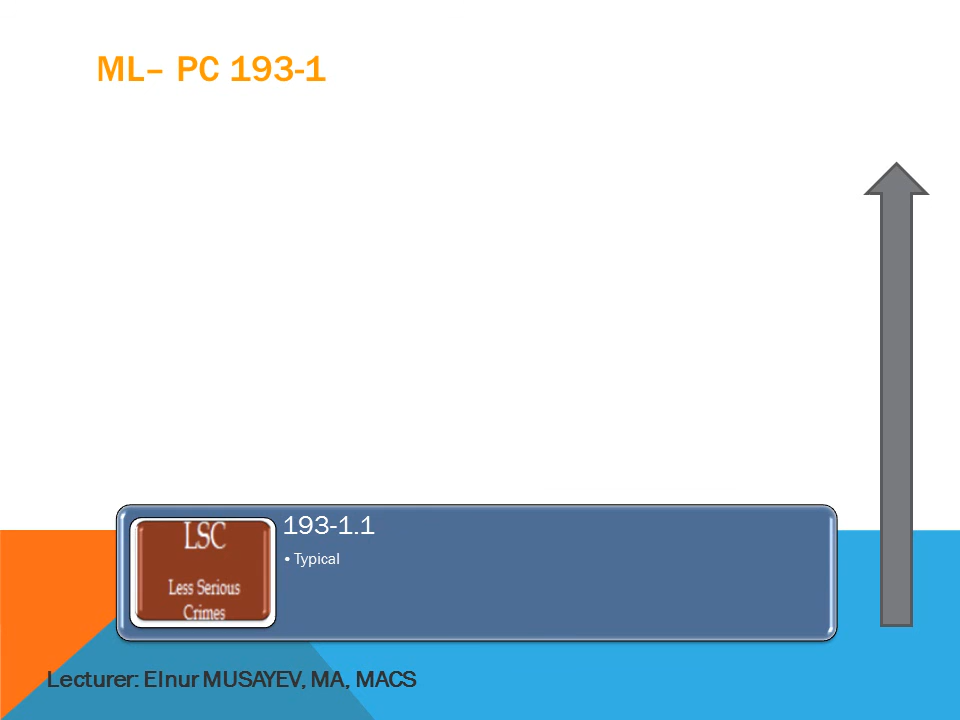 ML– PC 193-1
LSC
Less Serious
Crimes
193-1.1
• Typical
Lecturer: Elnur MUSAYEV, MA, MACS